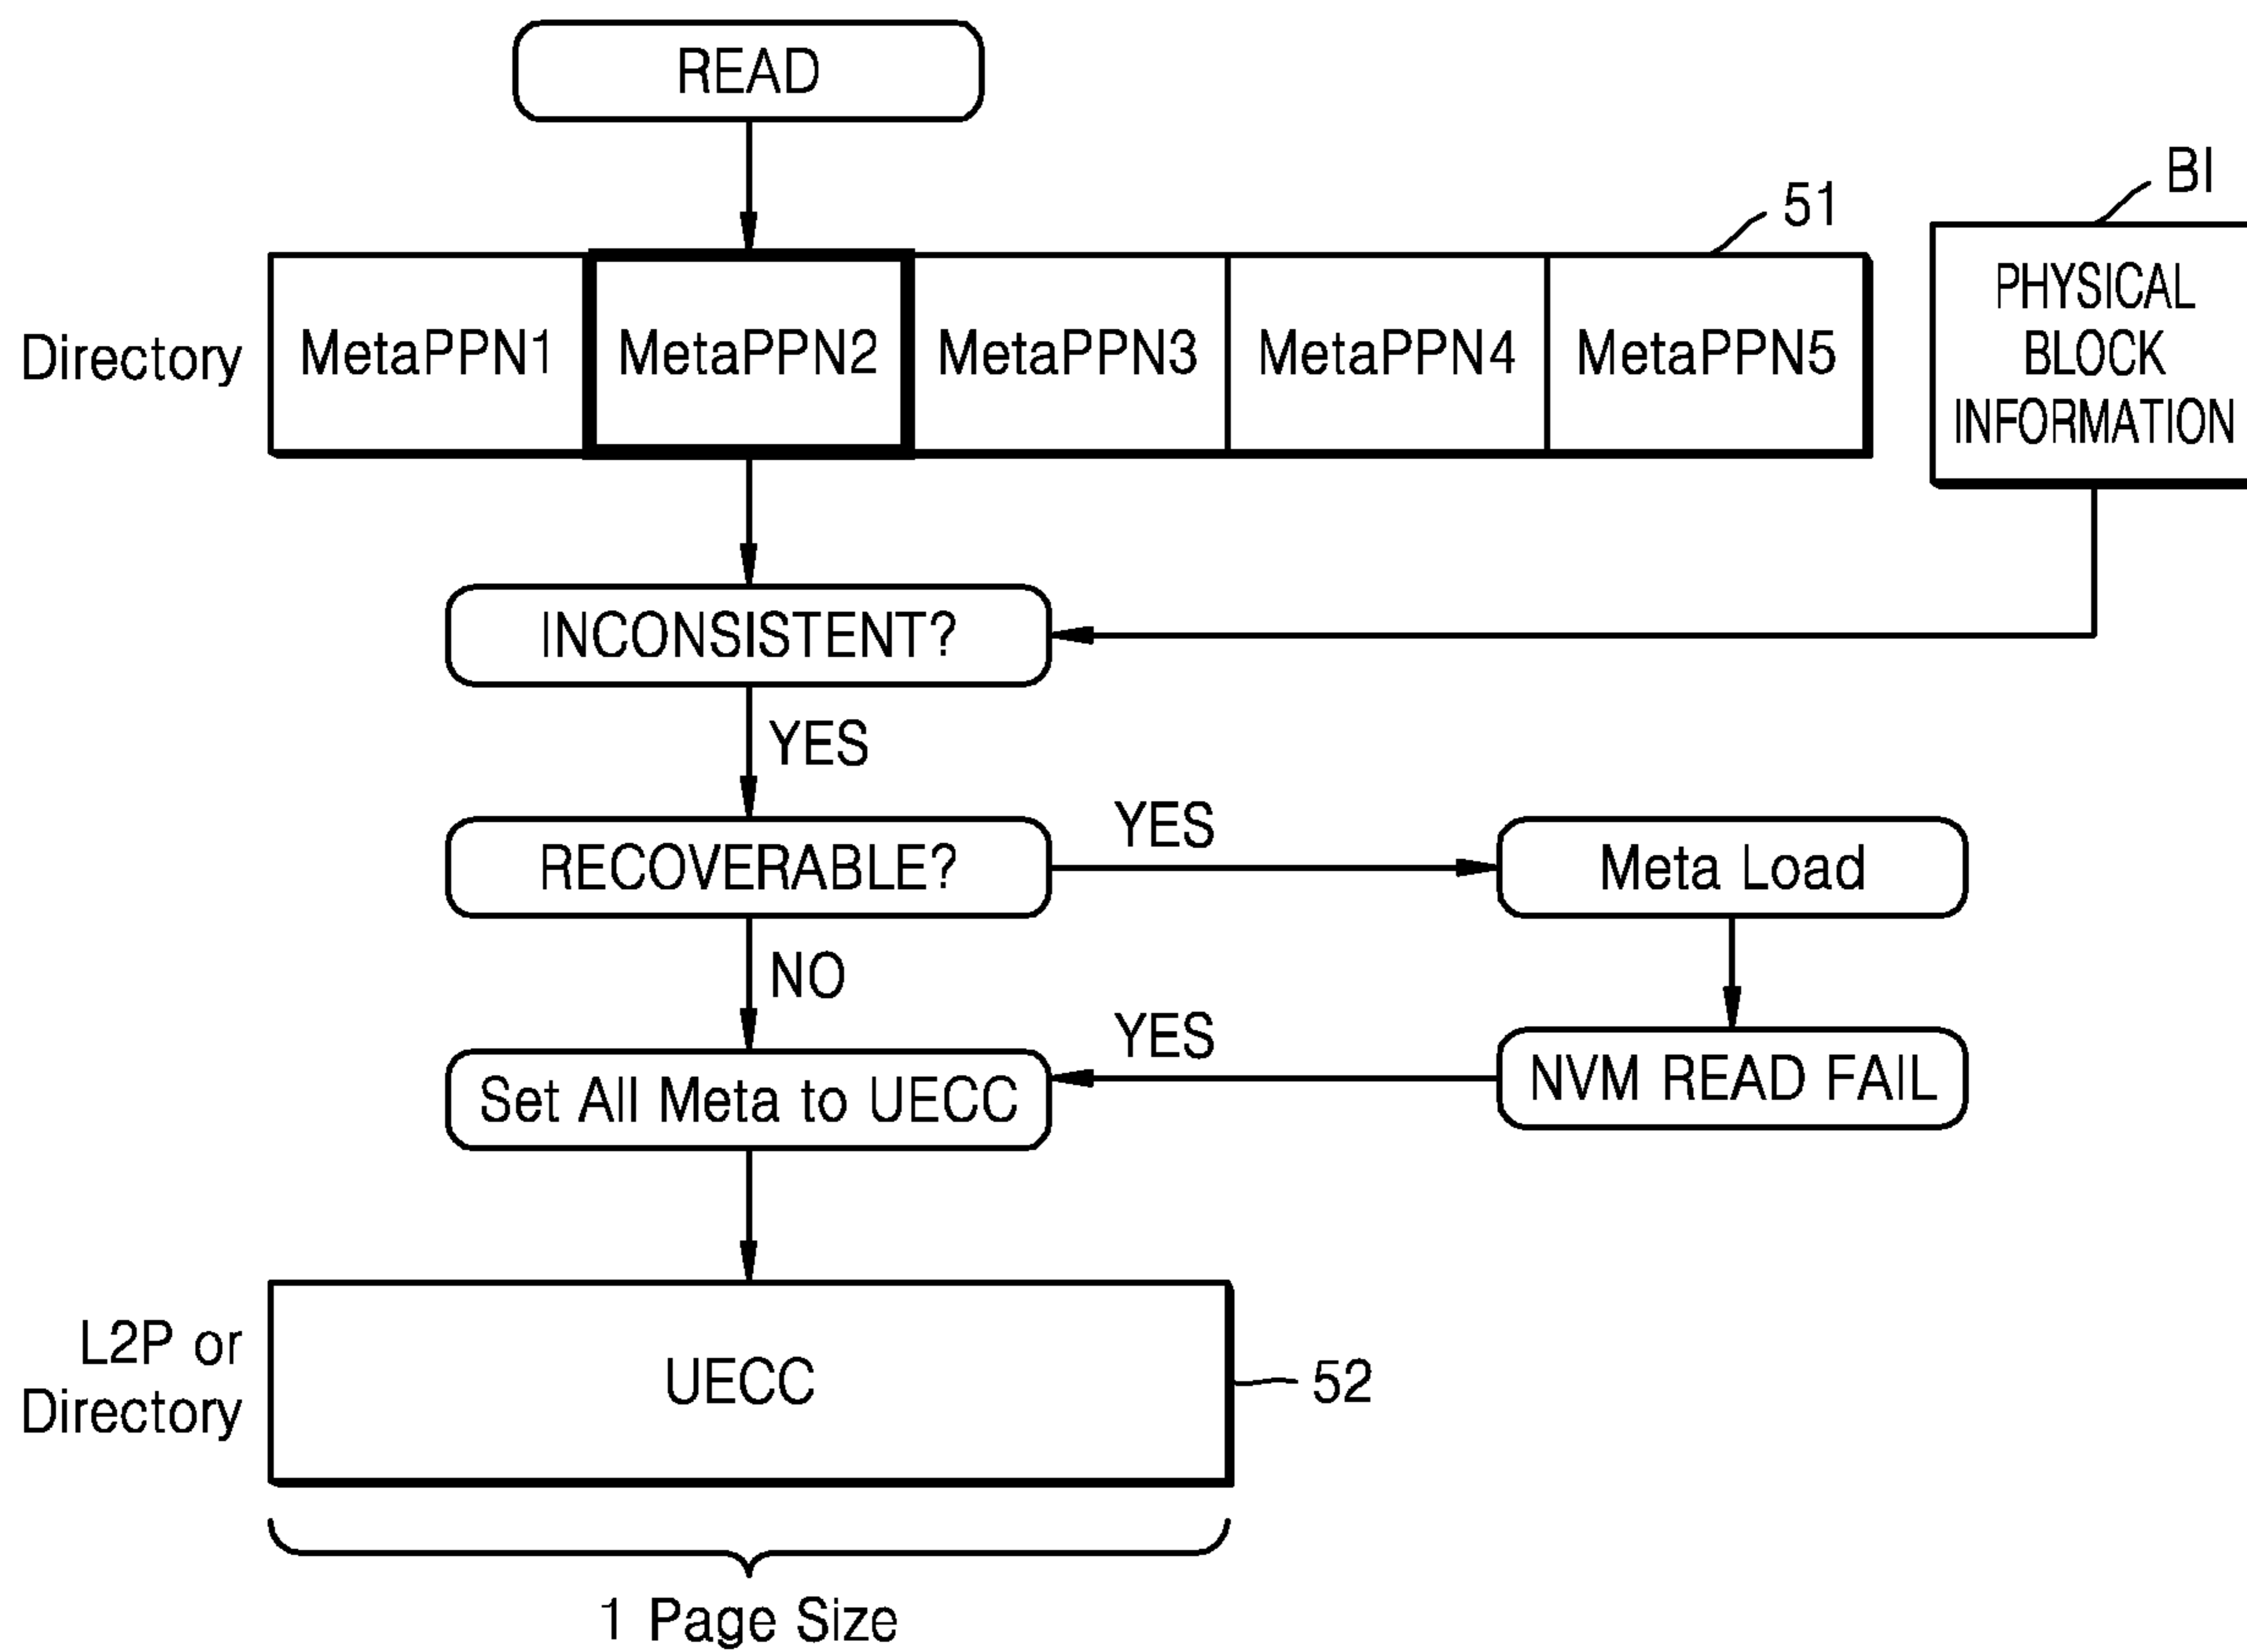 READ
BI
51
Directory
MetaPPN1
MetaPPN2
MetaPPN3
MetaPPN4
MetaPPN5
PHYSICAL
BLOCK
INFORMATION
INCONSISTENT?
YES
RECOVERABLE?
YES
Meta Load
NO
YES
Set All Meta to UECC
NVM READ FAIL
L2P or
Directory
UECC
52
1 Page Size